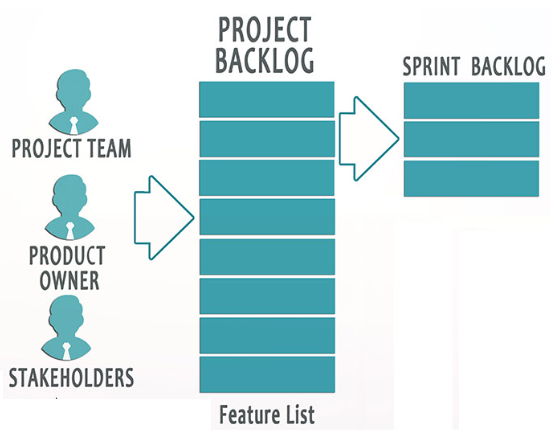 PROJECT
BACKLOG
SPRINT BACKLOG
PROJECT TEAM
PRODUCT
OWNER
STAKEHOLDERS
Feature List